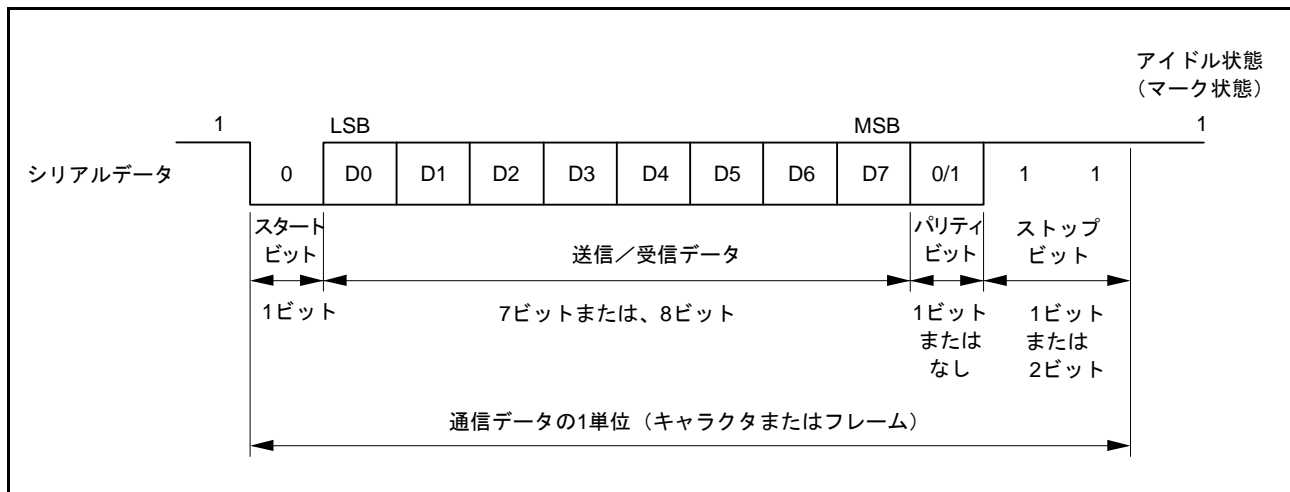 アイドル状態
（マーク状態）
1 LSB MSB 1
シリアルデータ 0 D0 D1 D2 D3 D4 D5 D6 D7 0/1 1 1
スタート
ビット
送信／受信データ
パリティ
ビット
ストップ
ビット
1ビット
7ビットまたは、8ビット
1ビット
または
なし
1ビット
または
2ビット
通信データの1単位（キャラクタまたはフレーム）